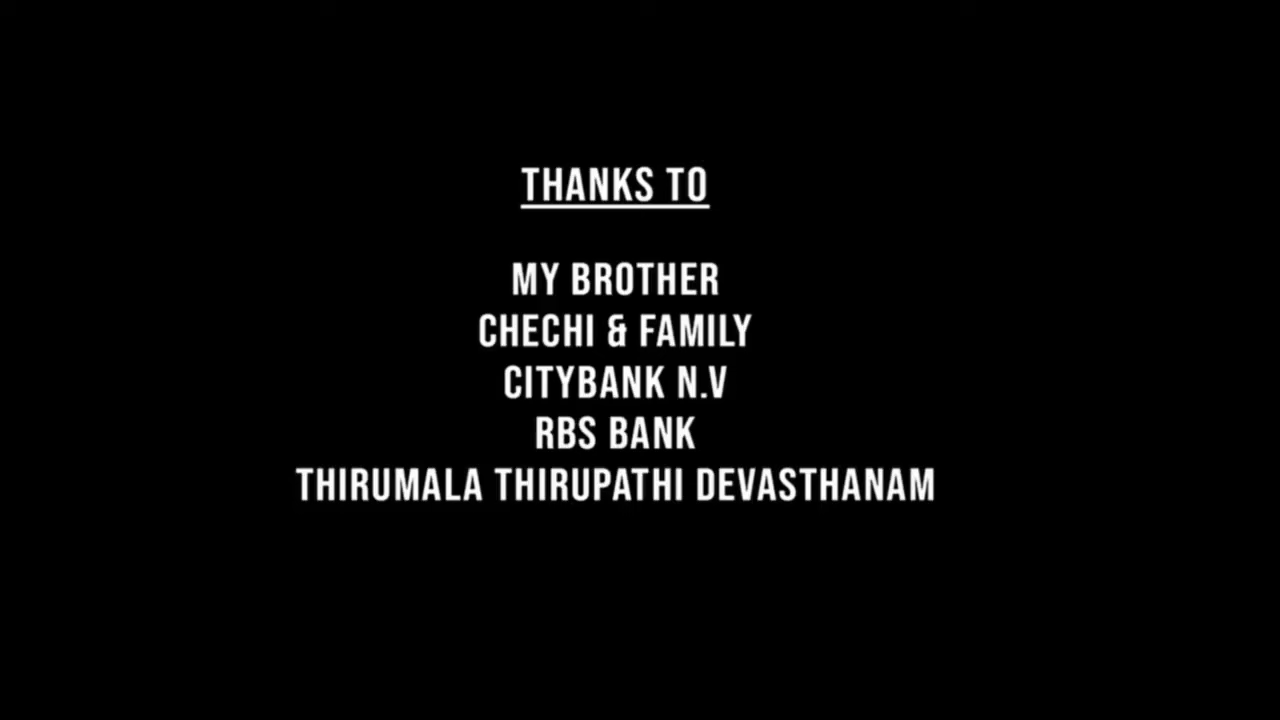 THANKS TO
MY BROTHER
CHECHI & FAMILY
CITYBANK N.V
RBS BANK
THIRUMALA THIRUPATHI DEVASTHANAM